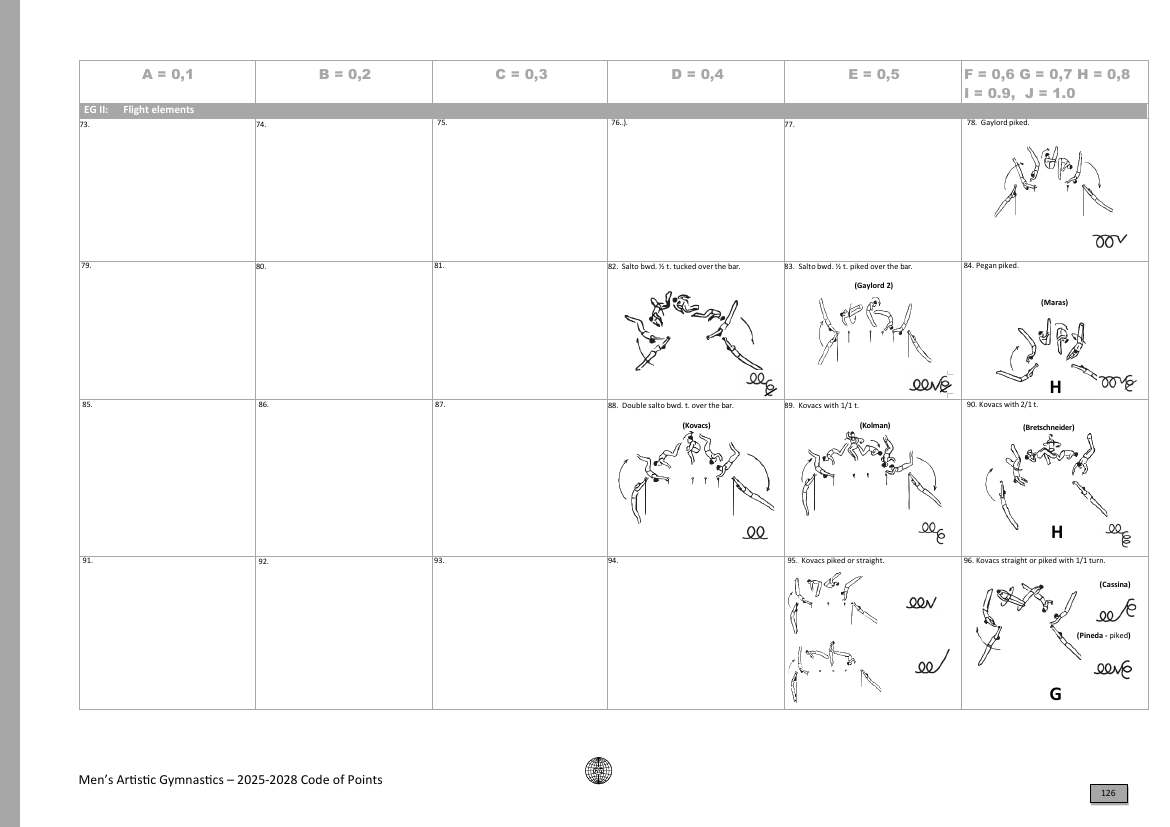 A = 0,1
B = 0,2
C = 0,3
D = 0,4
E = 0,5
F = 0,6 G = 0,7 H = 0,8
I = 0.9, J = 1.0
EG II: Flight elements
73.
74.
75.
76..).
77.
78. Gaylord piked.
79.
80.
81.
82. Salto bwd. ½ t. tucked over the bar.
83. Salto bwd. ½ t. piked over the bar.
(Gaylord 2)
84. Pegan piked.
(Maras)
H
85.
86.
87.
88. Double salto bwd. t. over the bar.
(Kovacs)
89. Kovacs with 1/1 t.
(Kolman)
90. Kovacs with 2/1 t.
(Bretschneider)
H
91.
92.
93.
94.
95. Kovacs piked or straight.
96. Kovacs straight or piked with 1/1 turn.
(Cassina)
(Pineda - piked)
G
Men's Artistic Gymnastics – 2025-2028 Code of Points
126